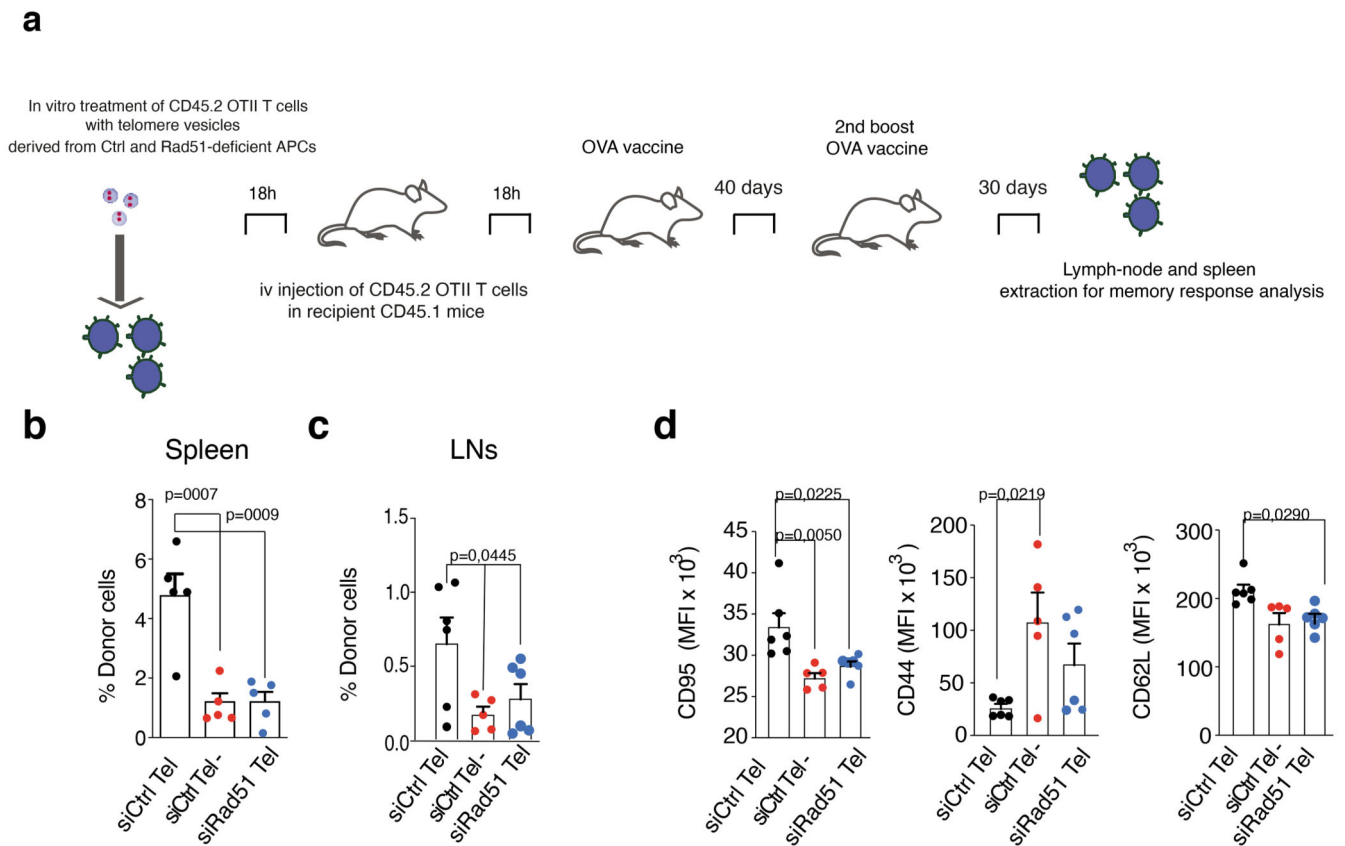 a
In vitro treatment of CD45.2 OTII T cells
with telomere vesicles
derived from Ctrl and Rad51-deficient APCs
18h
iv injection of CD45.2 OTII T cells
in recipient CD45.1 mice
18h
OVA vaccine
40 days
2nd boost
OVA vaccine
30 days
Lymph-node and spleen
extraction for memory response analysis
b
Spleen
p=0007
p=0009
% Donor cells
8
6
4
2
0
siCtrl Tel
siCtrl Tel-
siRad51 Tel
c
LNs
p=0,0445
% Donor cells
1.5
1.0
0.5
0.0
siCtrl Tel
siCtrl Tel-
siRad51 Tel
d
p=0,0225
p=0,0050
CD95 (MFI x 10³)
45
40
35
30
25
20
siCtrl Tel
siCtrl Tel-
siRad51 Tel
p=0,0219
CD44 (MFI x 10³)
200
150
100
50
0
siCtrl Tel
siCtrl Tel-
siRad51 Tel
p=0,0290
CD62L (MFI x 10³)
300
200
100
0
siCtrl Tel
siCtrl Tel-
siRad51 Tel